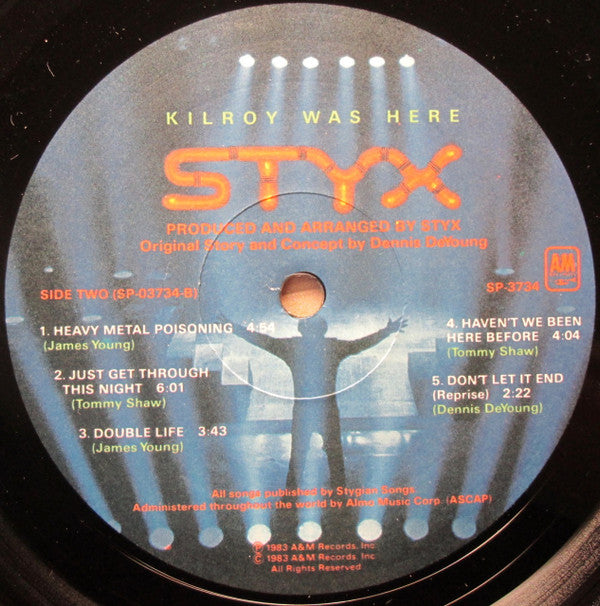 KILROY WAS HERE
STYX
PRODUCED AND ARRANGED BY STYX
Original Story and Concept by Dennis DeYoung
A&M
SIDE TWO (SP-03734-B)
SP-3734
1. HEAVY METAL POISONING 4:54
(James Young)
2. JUST GET THROUGH
THIS NIGHT 6:01
(Tommy Shaw)
3. DOUBLE LIFE 3:43
(James Young)
4. HAVEN'T WE BEEN
HERE BEFORE 4:04
(Tommy Shaw)
5. DON'T LET IT END
(Reprise) 2:22
(Dennis DeYoung)
All songs published by Stygian Songs.
Administered throughout the world by Almo Music Corp. (ASCAP)
℗ 1983 A&M Records, Inc.
© 1983 A&M Records, Inc.
All Rights Reserved